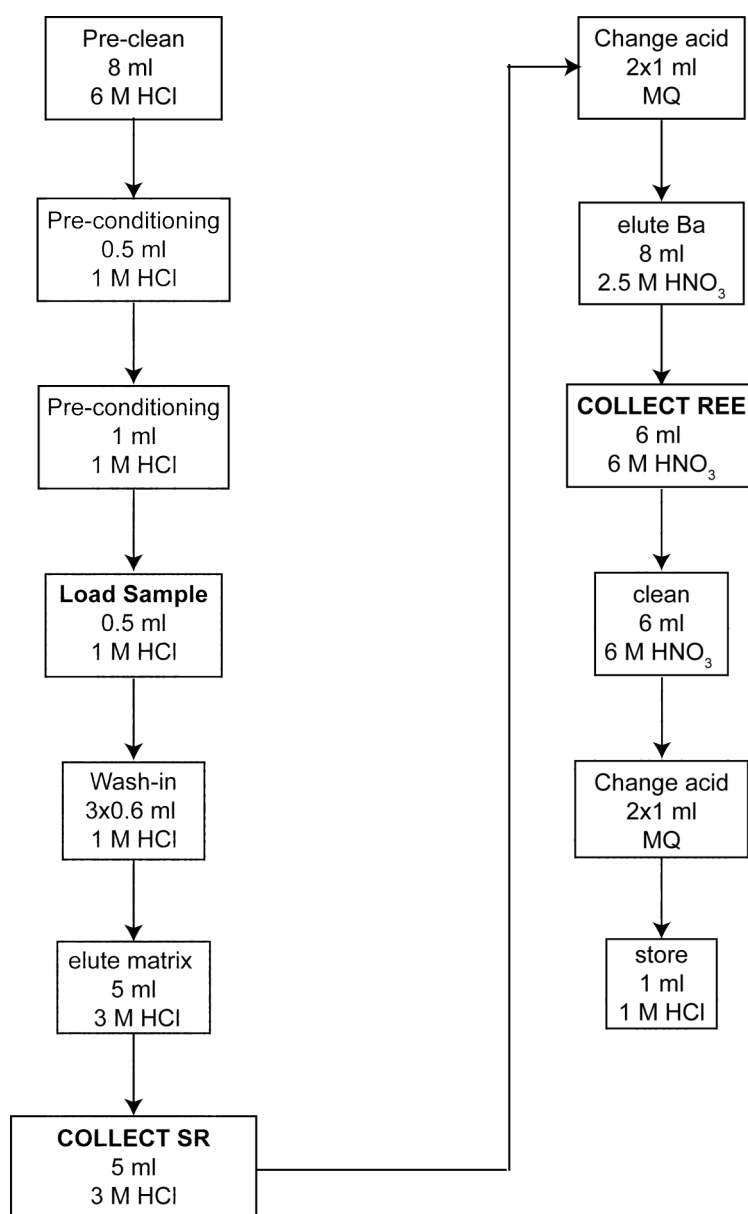 Pre-clean
8 ml
6 M HCl
Pre-conditioning
0.5 ml
1 M HCl
Pre-conditioning
1 ml
1 M HCl
Load Sample
0.5 ml
1 M HCl
Wash-in
3x0.6 ml
1 M HCl
elute matrix
5 ml
3 M HCl
COLLECT SR
5 ml
3 M HCl
Change acid
2x1 ml
MQ
elute Ba
8 ml
2.5 M HNO₃
COLLECT REE
6 ml
6 M HNO₃
clean
6 ml
6 M HNO₃
Change acid
2x1 ml
MQ
store
1 ml
1 M HCl